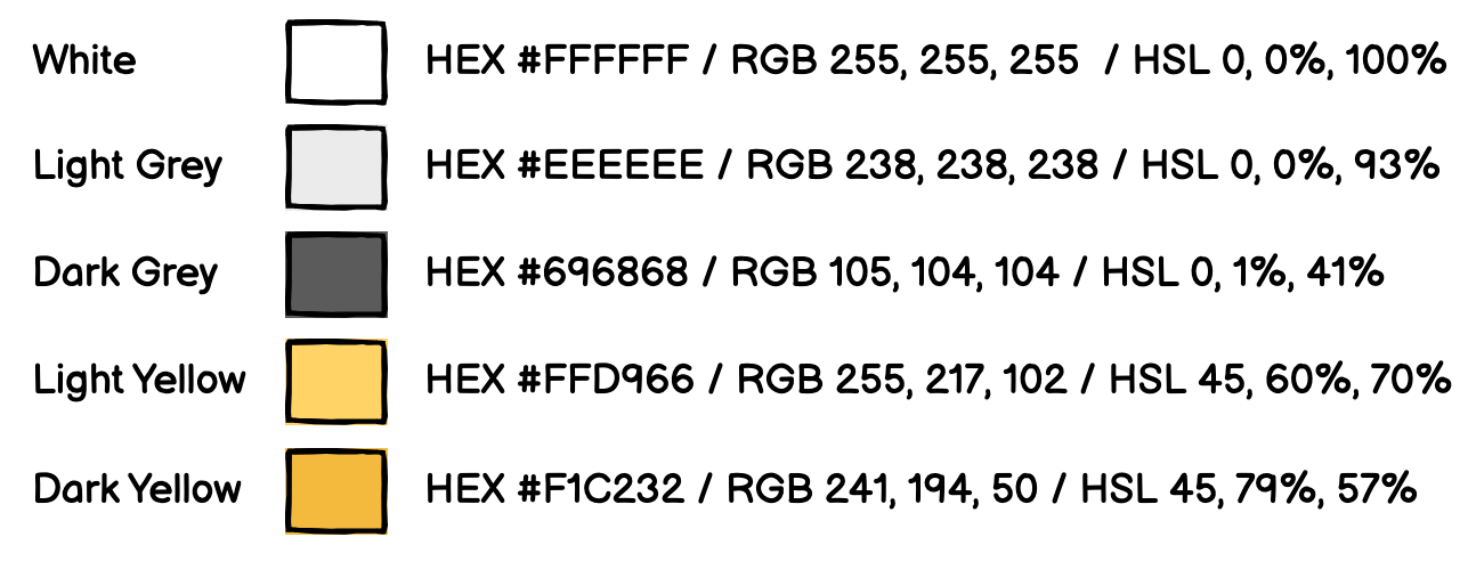 White HEX #FFFFFF / RGB 255, 255, 255 / HSL 0, 0%, 100%
Light Grey HEX #EEEEEE / RGB 238, 238, 238 / HSL 0, 0%, 93%
Dark Grey HEX #696868 / RGB 105, 104, 104 / HSL 0, 1%, 41%
Light Yellow HEX #FFD966 / RGB 255, 217, 102 / HSL 45, 60%, 70%
Dark Yellow HEX #F1C232 / RGB 241, 194, 50 / HSL 45, 79%, 57%